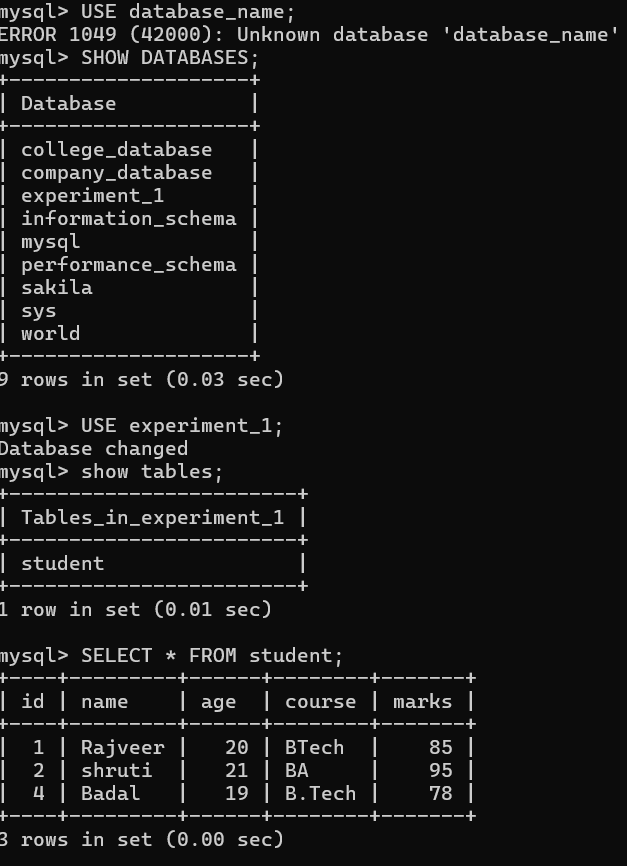 mysql> USE database_name;
ERROR 1049 (42000): Unknown database 'database_name'
mysql> SHOW DATABASES;
+--------------------+
| Database           |
+--------------------+
| college_database   |
| company_database   |
| experiment_1       |
| information_schema |
| mysql              |
| performance_schema |
| sakila             |
| sys                |
| world              |
+--------------------+
9 rows in set (0.03 sec)

mysql> USE experiment_1;
Database changed
mysql> show tables;
+------------------------+
| Tables_in_experiment_1 |
+------------------------+
| student                |
+------------------------+
1 row in set (0.01 sec)

mysql> SELECT * FROM student;
+----+---------+------+--------+-------+
| id | name    | age  | course | marks |
+----+---------+------+--------+-------+
|  1 | Rajveer |   20 | BTech  |    85 |
|  2 | shruti  |   21 | BA     |    95 |
|  4 | Badal   |   19 | B.Tech |    78 |
+----+---------+------+--------+-------+
3 rows in set (0.00 sec)